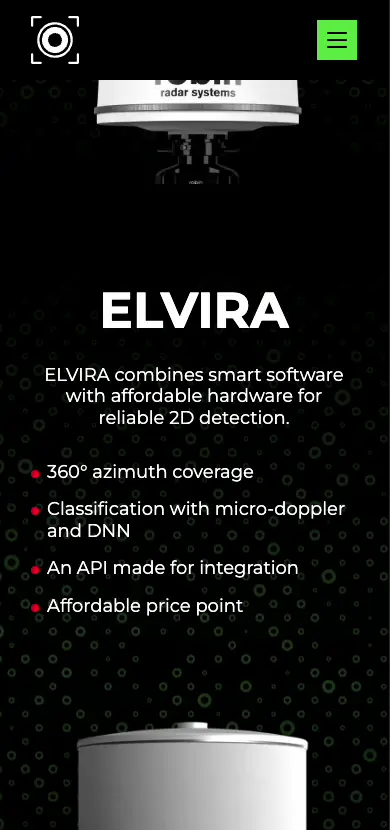 robin
radar systems
ELVIRA
ELVIRA combines smart software
with affordable hardware for
reliable 2D detection.
360° azimuth coverage
Classification with micro-doppler
and DNN
An API made for integration
Affordable price point